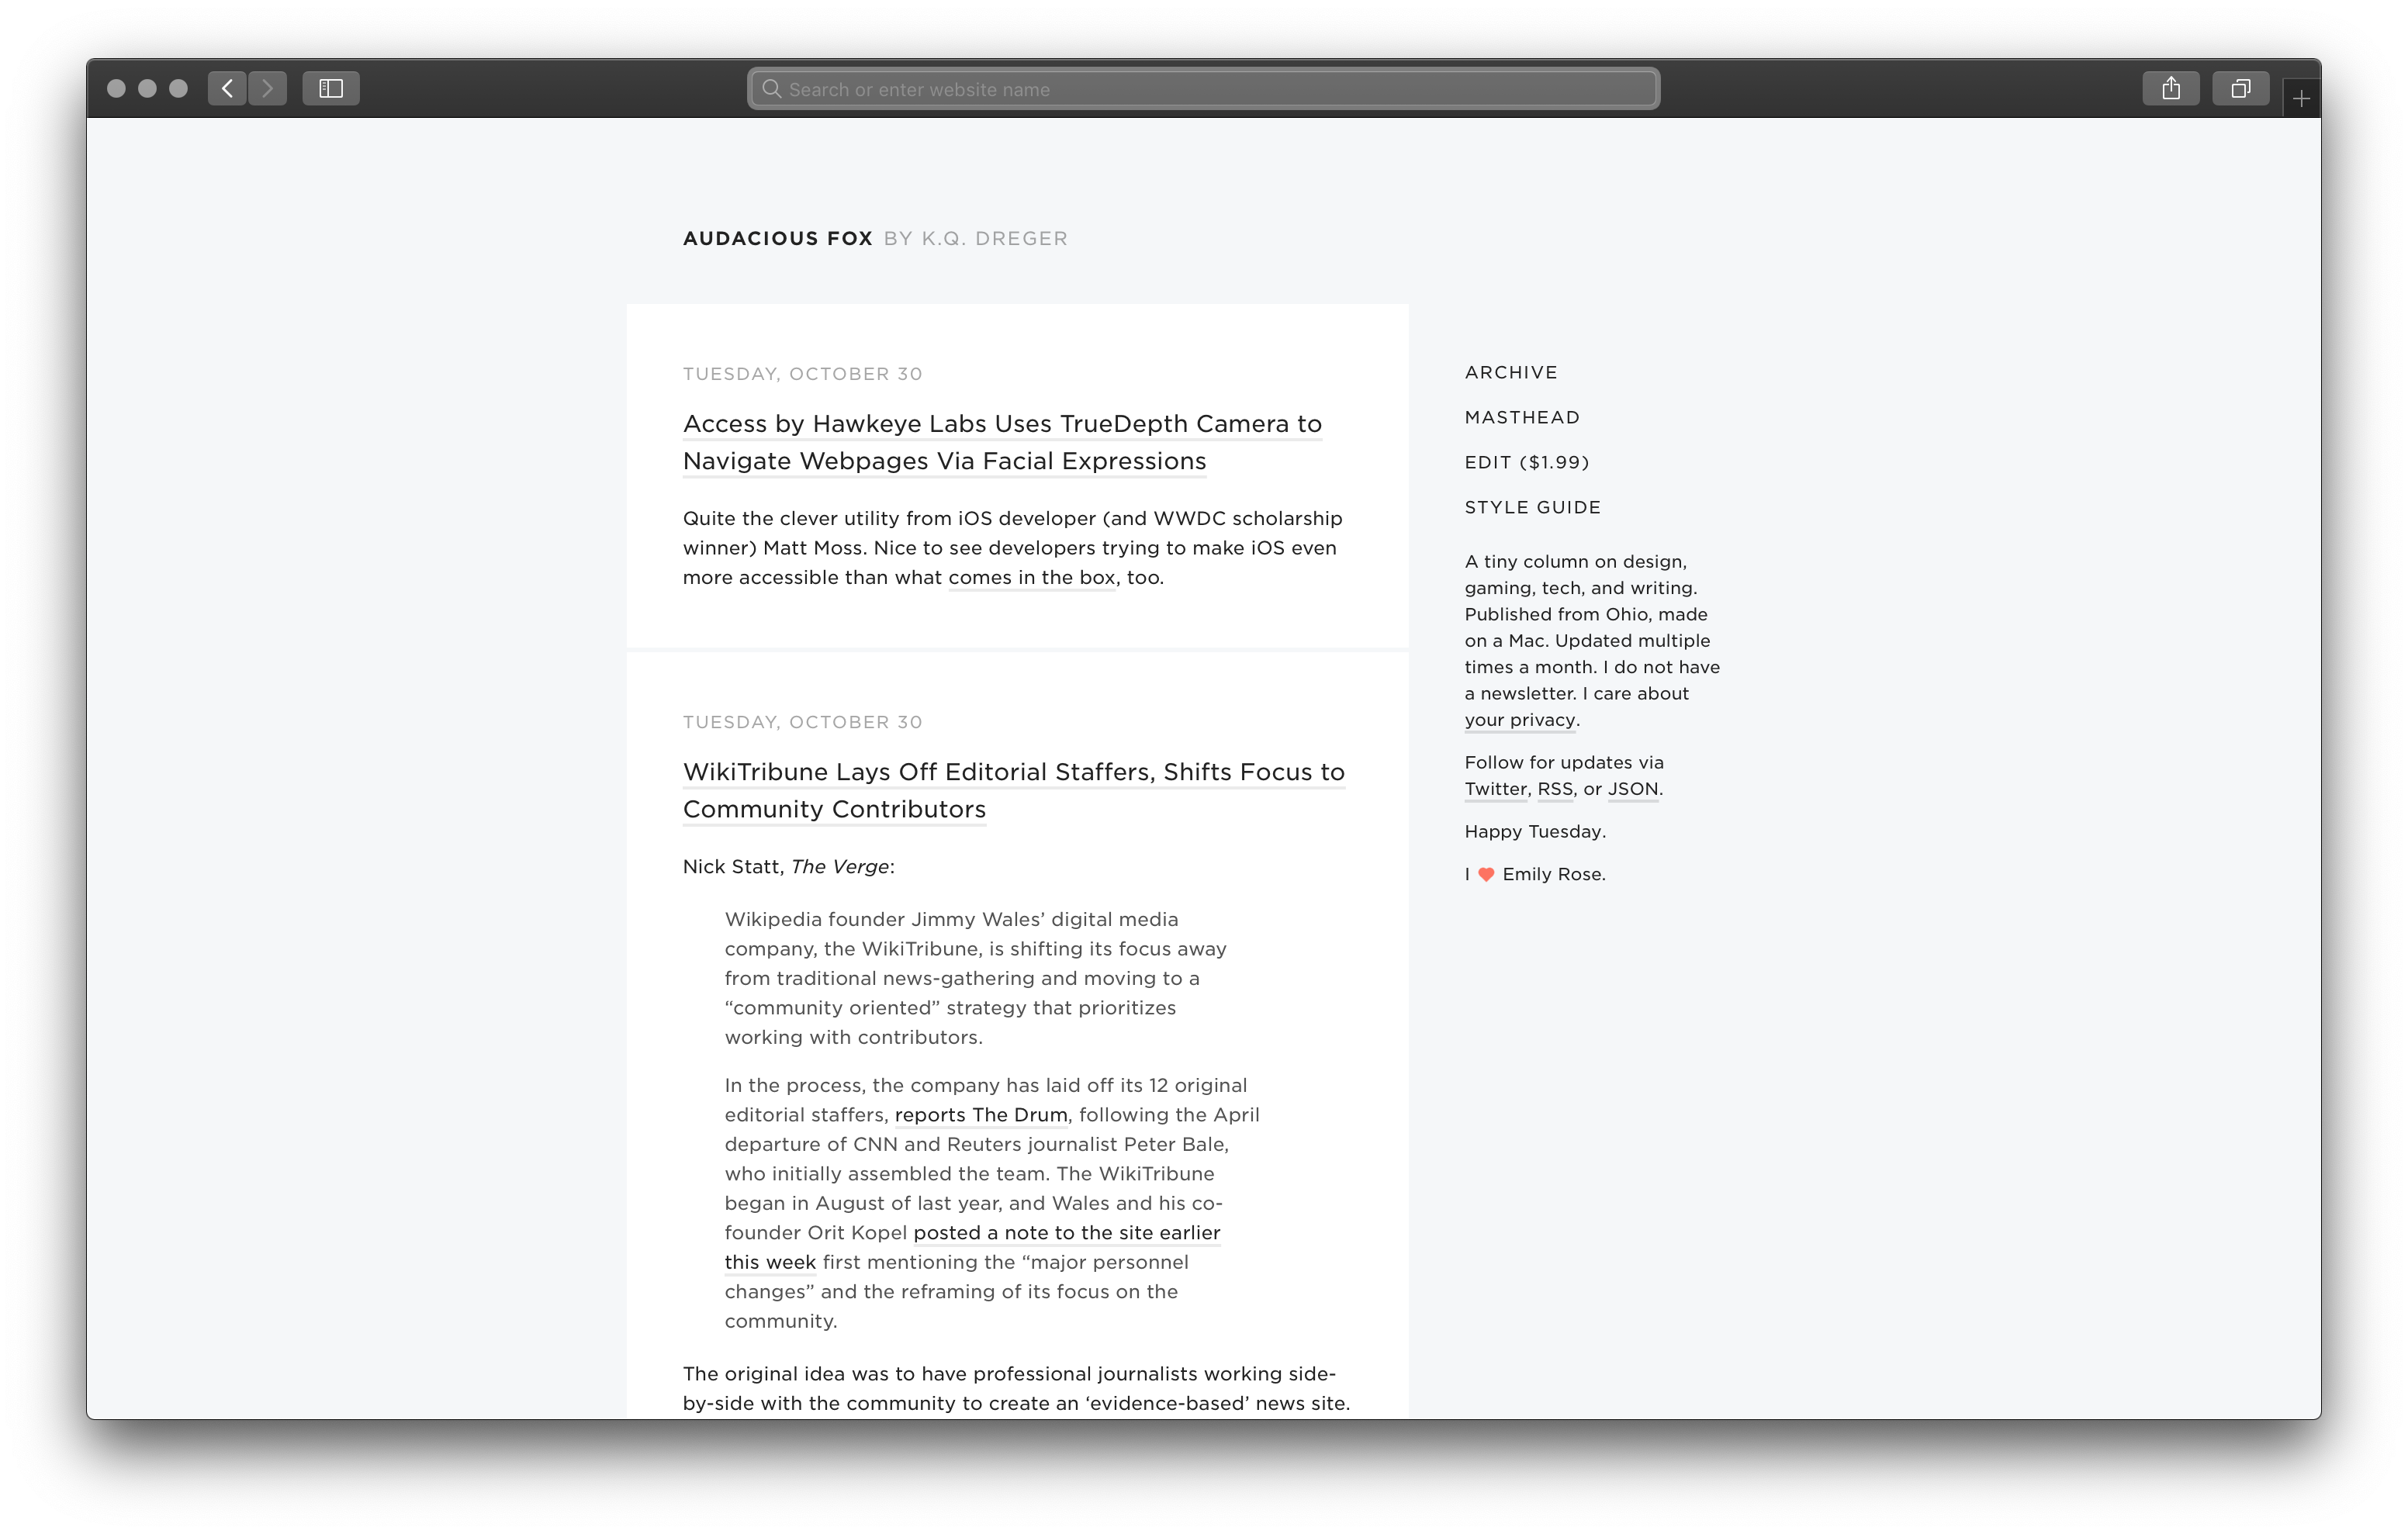 Search or enter website name
AUDACIOUS FOX BY K.Q. DREGER
TUESDAY, OCTOBER 30
Access by Hawkeye Labs Uses TrueDepth Camera to
Navigate Webpages Via Facial Expressions
Quite the clever utility from iOS developer (and WWDC scholarship
winner) Matt Moss. Nice to see developers trying to make iOS even
more accessible than what comes in the box, too.
TUESDAY, OCTOBER 30
WikiTribune Lays Off Editorial Staffers, Shifts Focus to
Community Contributors
Nick Statt, The Verge:
Wikipedia founder Jimmy Wales’ digital media
company, the WikiTribune, is shifting its focus away
from traditional news-gathering and moving to a
“community oriented” strategy that prioritizes
working with contributors.
In the process, the company has laid off its 12 original
editorial staffers, reports The Drum, following the April
departure of CNN and Reuters journalist Peter Bale,
who initially assembled the team. The WikiTribune
began in August of last year, and Wales and his co-
founder Orit Kopel posted a note to the site earlier
this week first mentioning the “major personnel
changes” and the reframing of its focus on the
community.
The original idea was to have professional journalists working side-
by-side with the community to create an ‘evidence-based’ news site.
ARCHIVE
MASTHEAD
EDIT ($1.99)
STYLE GUIDE
A tiny column on design,
gaming, tech, and writing.
Published from Ohio, made
on a Mac. Updated multiple
times a month. I do not have
a newsletter. I care about
your privacy.
Follow for updates via
Twitter, RSS, or JSON.
Happy Tuesday.
I ♥ Emily Rose.